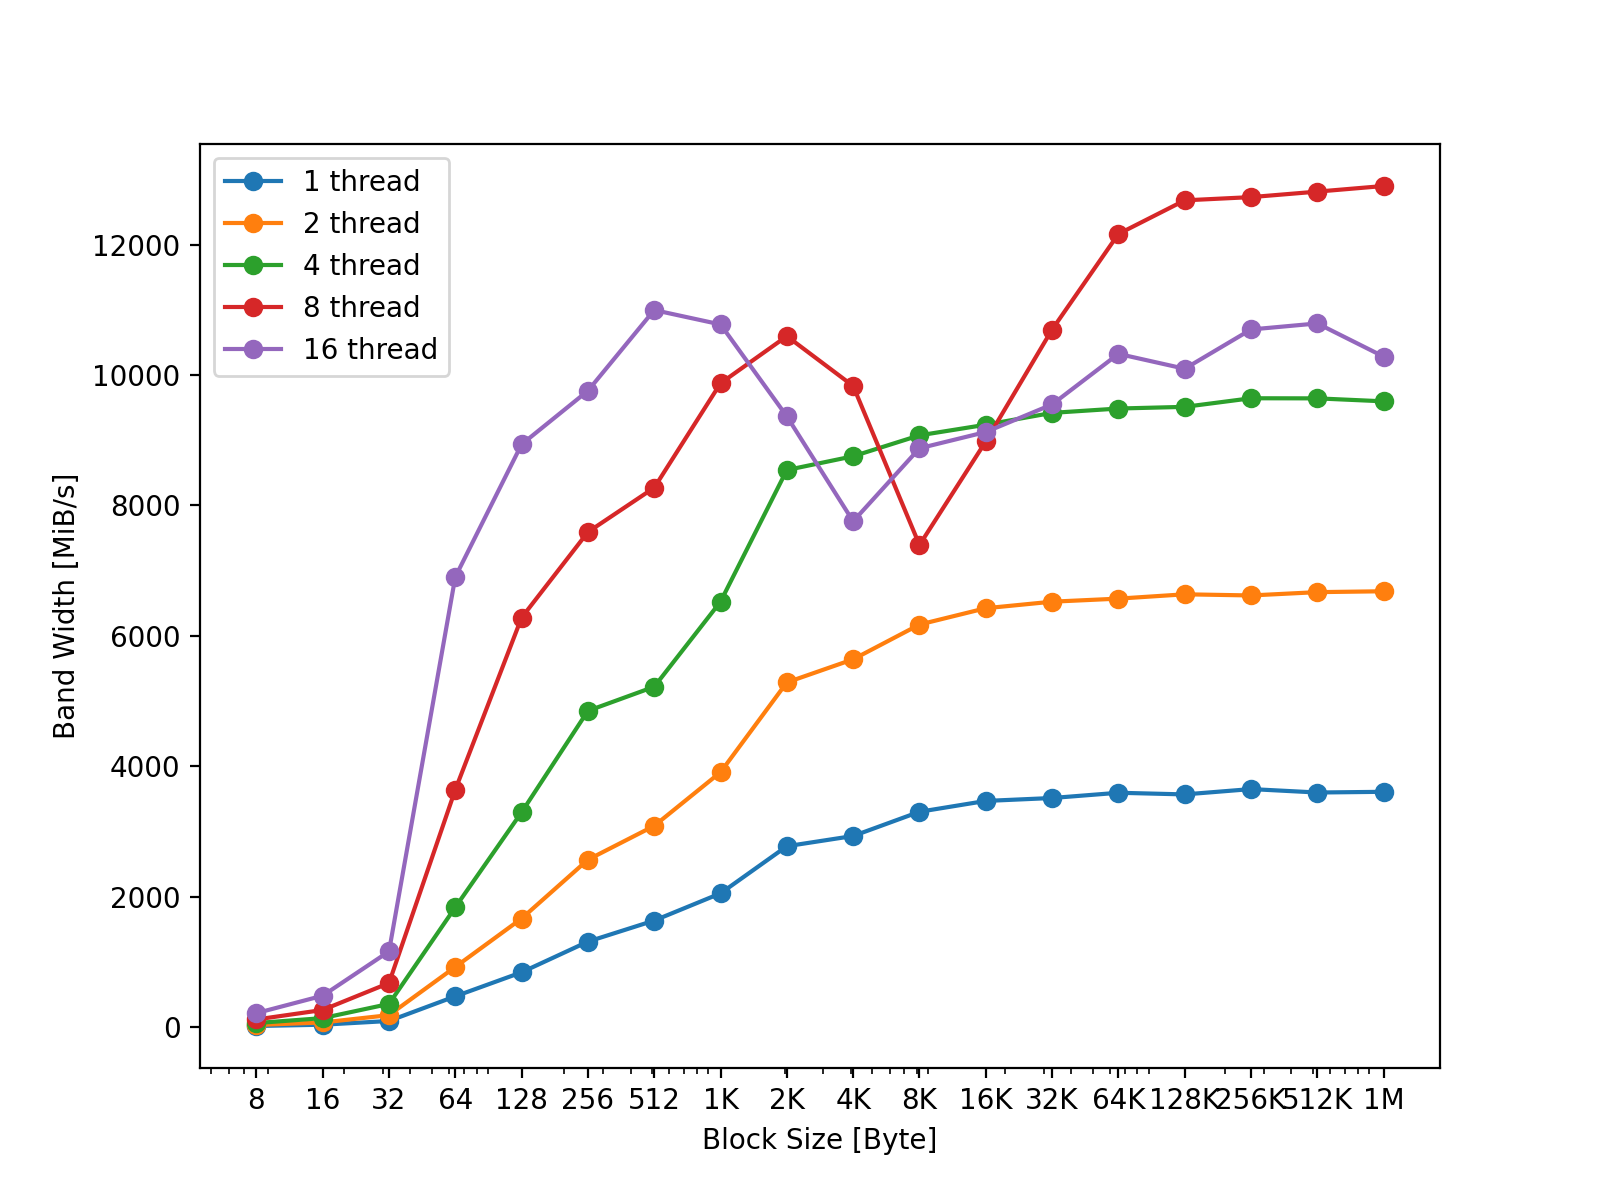 1 thread
2 thread
4 thread
8 thread
16 thread
12000
10000
8000
6000
4000
2000
0
Band Width [MiB/s]
8 16 32 64 128 256 512 1K 2K 4K 8K 16K 32K 64K 128K 256K 512K 1M
Block Size [Byte]